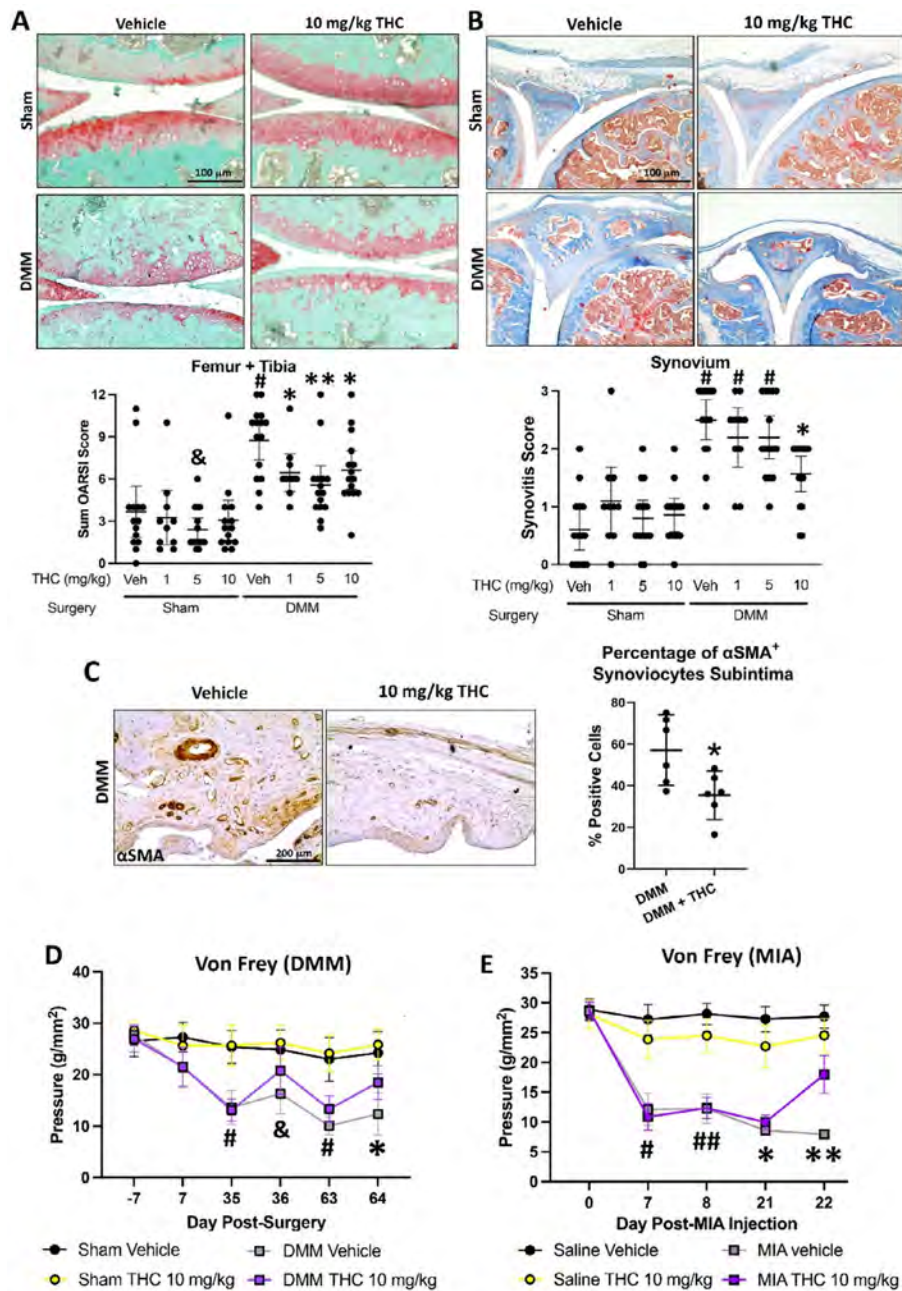 A
Vehicle
10 mg/kg THC
Sham
100 μm
DMM
Femur + Tibia
Sum OARSI Score
12
9
6
3
0
&
#
*
**
*
THC (mg/kg) Veh 1 5 10 Veh 1 5 10
Surgery Sham DMM
B
Vehicle
10 mg/kg THC
Sham
100 μm
DMM
Synovium
Synovitis Score
3
2
1
0
#
#
#
*
THC (mg/kg) Veh 1 5 10 Veh 1 5 10
Surgery Sham DMM
C
Vehicle
10 mg/kg THC
DMM
αSMA
200 μm
Percentage of αSMA+
Synoviocytes Subintima
% Positive Cells
80
60
40
20
0
*
DMM
DMM + THC
D
Von Frey (DMM)
Pressure (g/mm²)
40
30
20
10
0
# & # *
-7 7 35 36 63 64
Day Post-Surgery
Sham Vehicle DMM Vehicle
Sham THC 10 mg/kg DMM THC 10 mg/kg
E
Von Frey (MIA)
Pressure (g/mm²)
35
30
25
20
15
10
5
0
# ## * **
0 7 8 21 22
Day Post-MIA Injection
Saline Vehicle MIA vehicle
Saline THC 10 mg/kg MIA THC 10 mg/kg